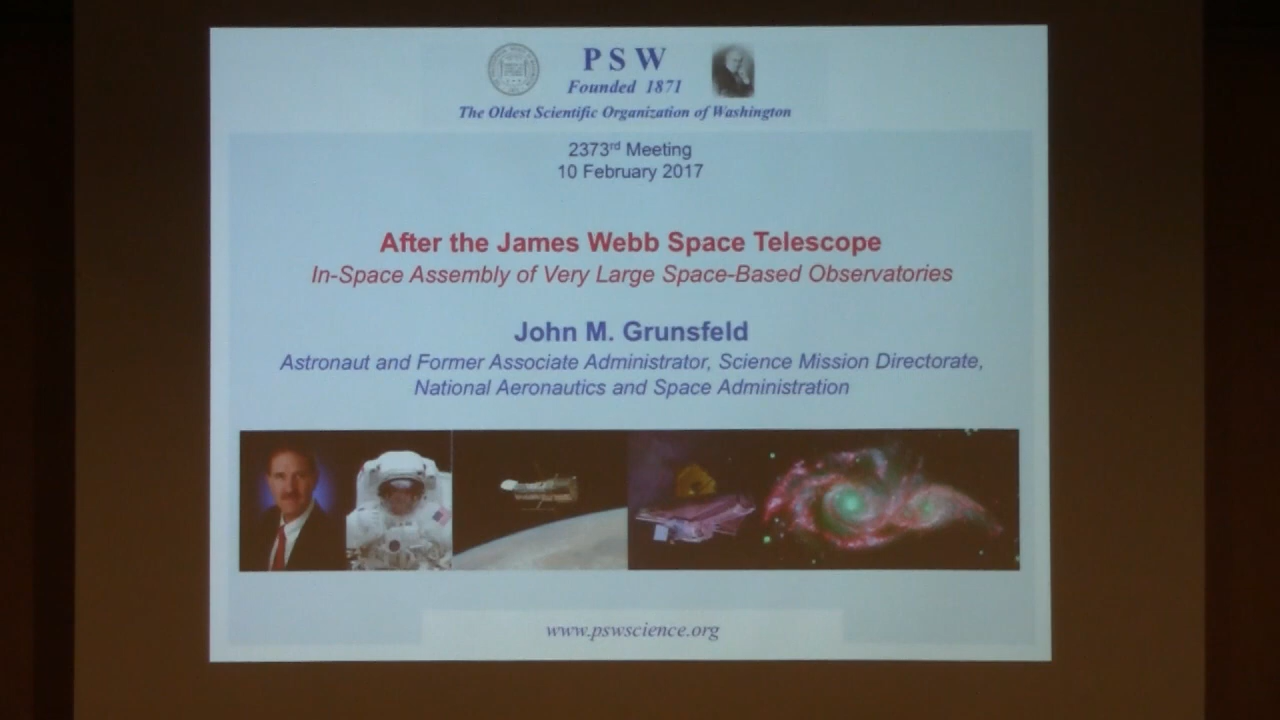 PSW
Founded 1871
The Oldest Scientific Organization of Washington
2373rd Meeting
10 February 2017
After the James Webb Space Telescope
In-Space Assembly of Very Large Space-Based Observatories
John M. Grunsfeld
Astronaut and Former Associate Administrator, Science Mission Directorate,
National Aeronautics and Space Administration
www.pswscience.org